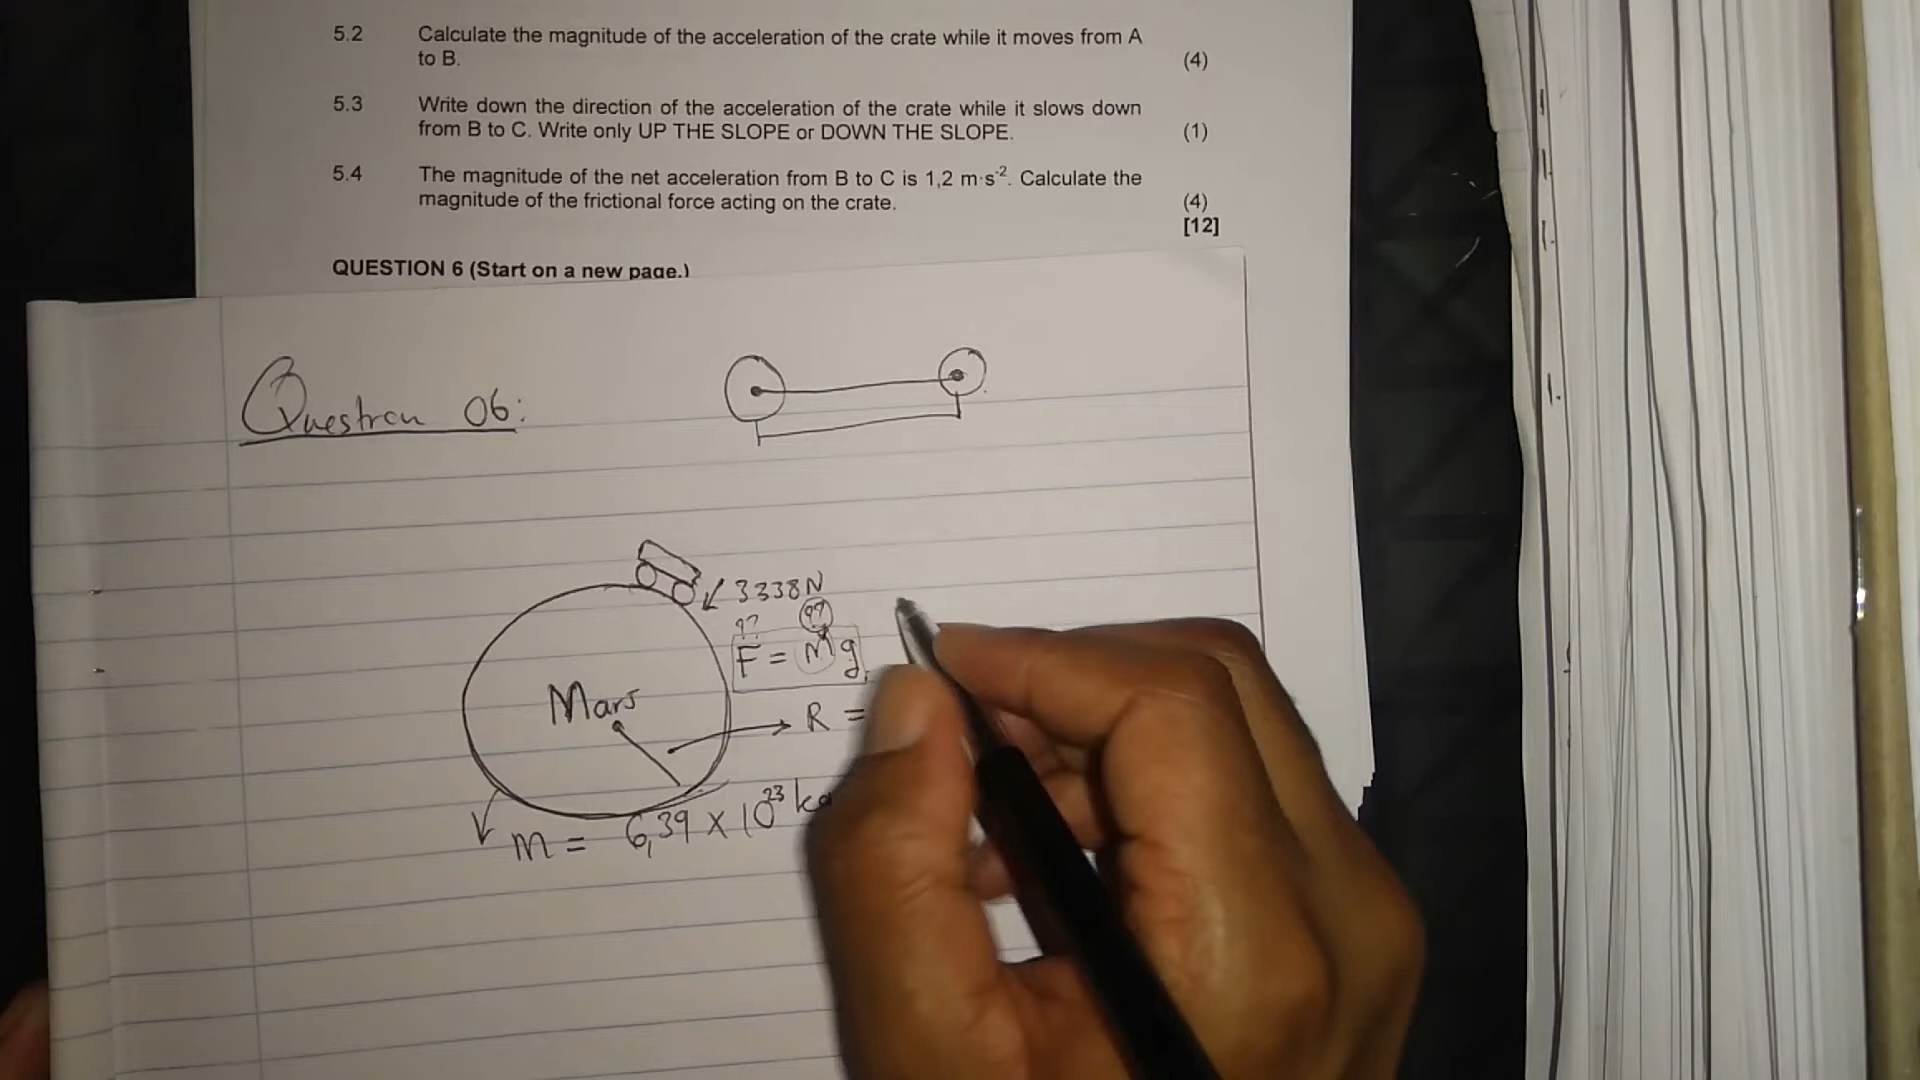 5.2 Calculate the magnitude of the acceleration of the crate while it moves from A
to B. (4)
5.3 Write down the direction of the acceleration of the crate while it slows down
from B to C. Write only UP THE SLOPE or DOWN THE SLOPE. (1)
5.4 The magnitude of the net acceleration from B to C is 1,2 m·s⁻². Calculate the
magnitude of the frictional force acting on the crate. (4)
[12]
QUESTION 6 (Start on a new page.)
Question 06:
3338N
??
??
F = mg
Mars
R =
m = 6,39 × 10²³ kg